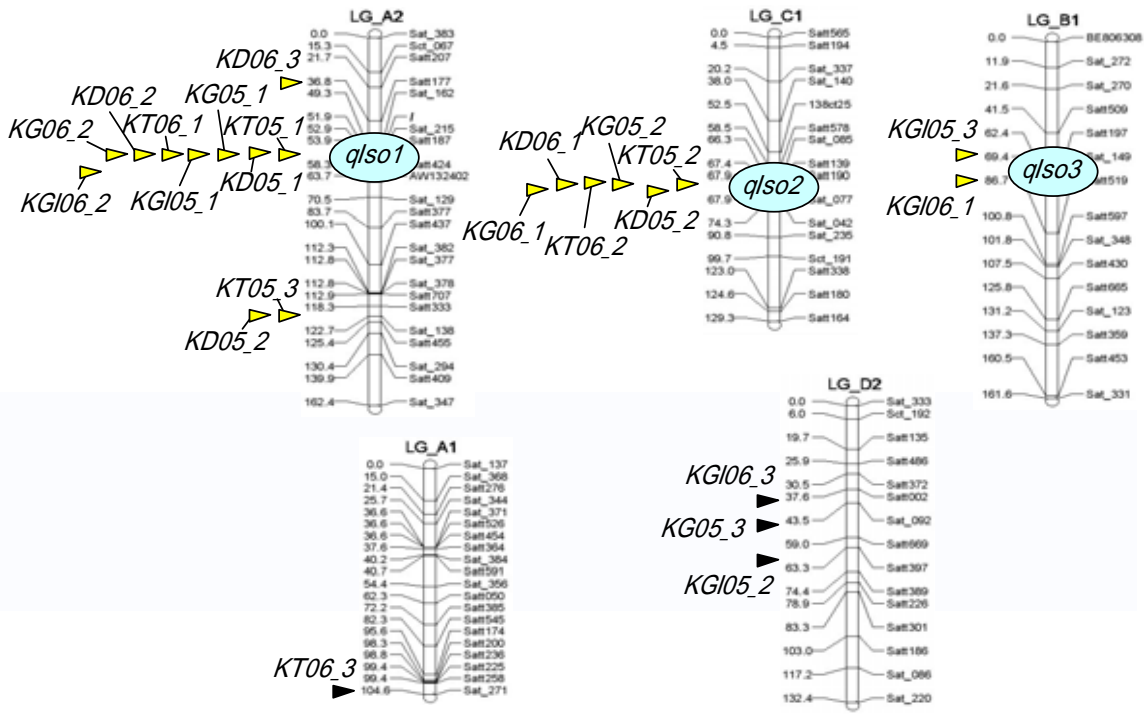 LG_A2
0.0 Sat_383
15.3 Sct_067
21.7 Satt207
36.8 Satt177
49.3 Sat_162
51.9 I
52.9 Sat_215
53.9 Satt187
58.3 att424
63.7 AW132402
70.5 Sat_129
83.7 Satt377
100.1 Satt437
112.3 Sat_382
112.8 Sat_377
112.8 Sat_378
112.9 Satt707
118.3 Satt333
122.7 Sat_138
125.4 Satt455
130.4 Sat_294
139.9 Satt409
162.4 Sat_347
qlso1
KD06_3
KD06_2
KG05_1
KG06_2
KT06_1
KT05_1
KGI06_2
KGI05_1
KD05_1
KT05_3
KD05_2
LG_C1
0.0 Satt565
4.5 Satt194
20.2 Sat_337
38.0 Sat_140
52.5 138ct25
58.5 Satt578
66.3 Sat_085
67.4 Satt139
67.9 Satt190
67.9 Sat_077
74.3 Sat_042
90.8 Sat_235
99.7 Sct_191
123.0 Satt338
124.6 Satt180
129.3 Satt164
qlso2
KD06_1
KG05_2
KT05_2
KG06_1
KT06_2
KD05_2
LG_B1
0.0 BE806308
11.9 Sat_272
21.6 Sat_270
41.5 Satt509
62.4 Satt197
69.4 Sat_149
86.7 tt519
100.8 Satt597
101.8 Sat_348
107.5 Satt430
125.8 Satt665
131.2 Sat_123
137.3 Satt359
160.5 Satt453
161.6 Sat_331
qlso3
KGI05_3
KGI06_1
LG_A1
0.0 Sat_137
15.0 Sat_368
21.4 Satt276
25.7 Sat_344
36.6 Sat_371
36.6 Satt526
36.6 Satt454
37.6 Satt364
40.2 Sat_384
40.7 Satt591
54.4 Sat_356
62.3 Satt050
72.2 Satt385
82.3 Satt545
95.6 Satt174
98.3 Satt200
98.8 Satt236
99.4 Satt225
99.4 Satt258
104.6 Sat_271
KT06_3
LG_D2
0.0 Sat_333
6.0 Sct_192
19.7 Satt135
25.9 Satt486
30.5 Satt372
37.6 Satt002
43.5 Sat_092
59.0 Satt669
63.3 Satt397
74.4 Satt389
78.9 Satt226
83.3 Satt301
103.0 Satt186
117.2 Sat_086
132.4 Sat_220
KGI06_3
KG05_3
KGI05_2